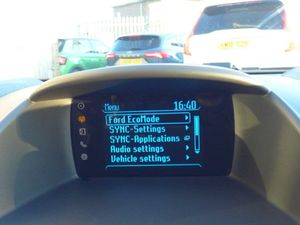 Menu 16:40
Ford EcoMode
SYNC-Settings
SYNC-Applications
Audio settings
Vehicle settings